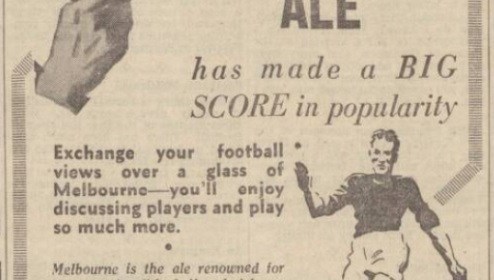 ALE
has made a BIG
SCORE in popularity
Exchange your football
views over a glass of
Melbourne—you'll enjoy
discussing players and play
so much more.
Melbourne is the ale renowned for